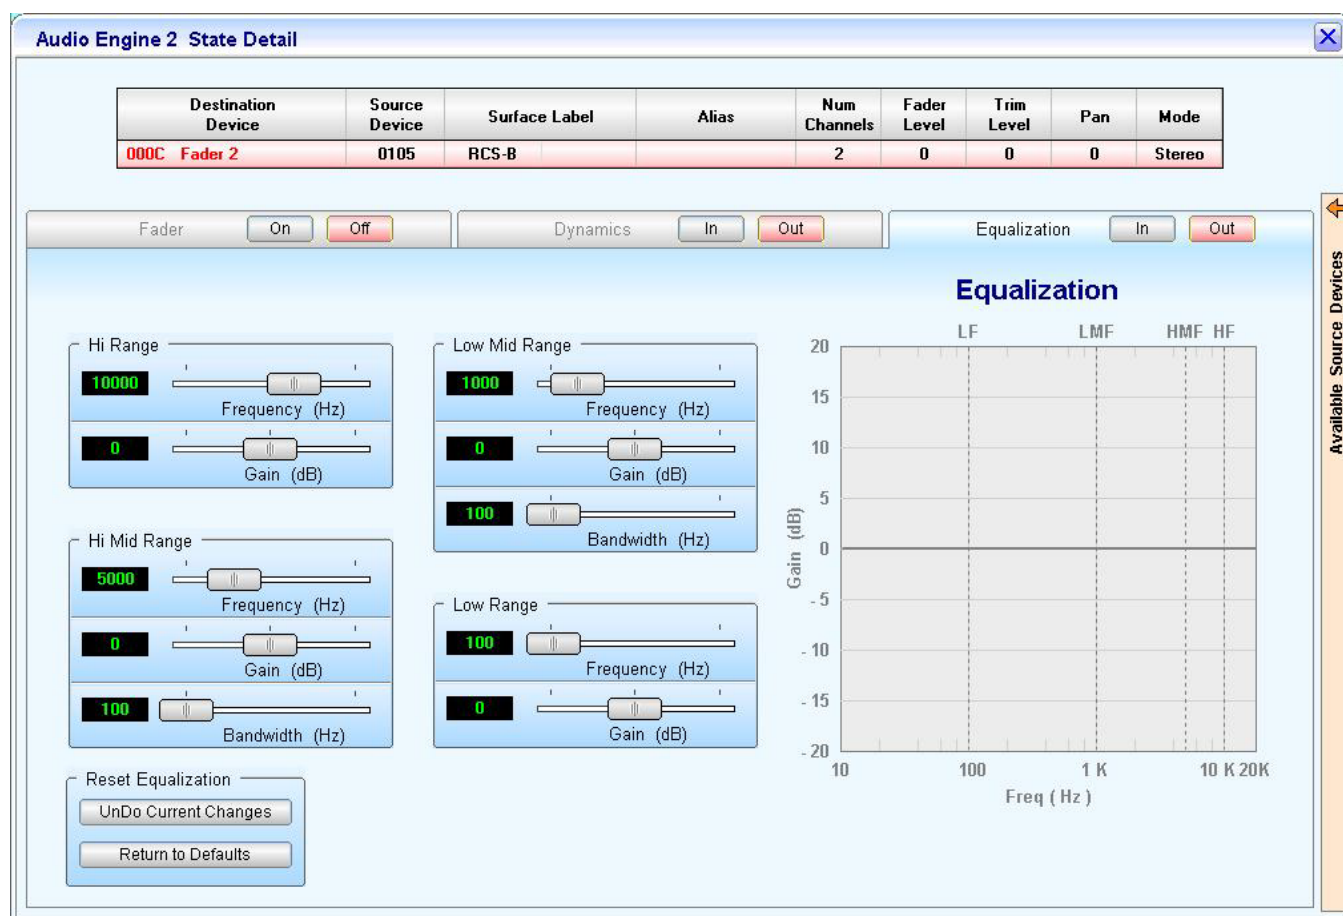 Audio Engine 2 State Detail
Destination Device Source Device Surface Label Alias Num Channels Fader Level Trim Level Pan Mode
000C Fader 2 0105 RCS-B 2 0 0 0 Stereo
Fader On Off Dynamics In Out Equalization In Out
Available Source Devices
Hi Range
10000
Frequency (Hz)
0
Gain (dB)
Hi Mid Range
5000
Frequency (Hz)
0
Gain (dB)
100
Bandwidth (Hz)
Reset Equalization
UnDo Current Changes
Return to Defaults
Low Mid Range
1000
Frequency (Hz)
0
Gain (dB)
100
Bandwidth (Hz)
Low Range
100
Frequency (Hz)
0
Gain (dB)
Equalization
LF LMF HMF HF
20
15
10
5
0
- 5
- 10
- 15
- 20
Gain (dB)
10 100 1 K 10 K 20K
Freq ( Hz )